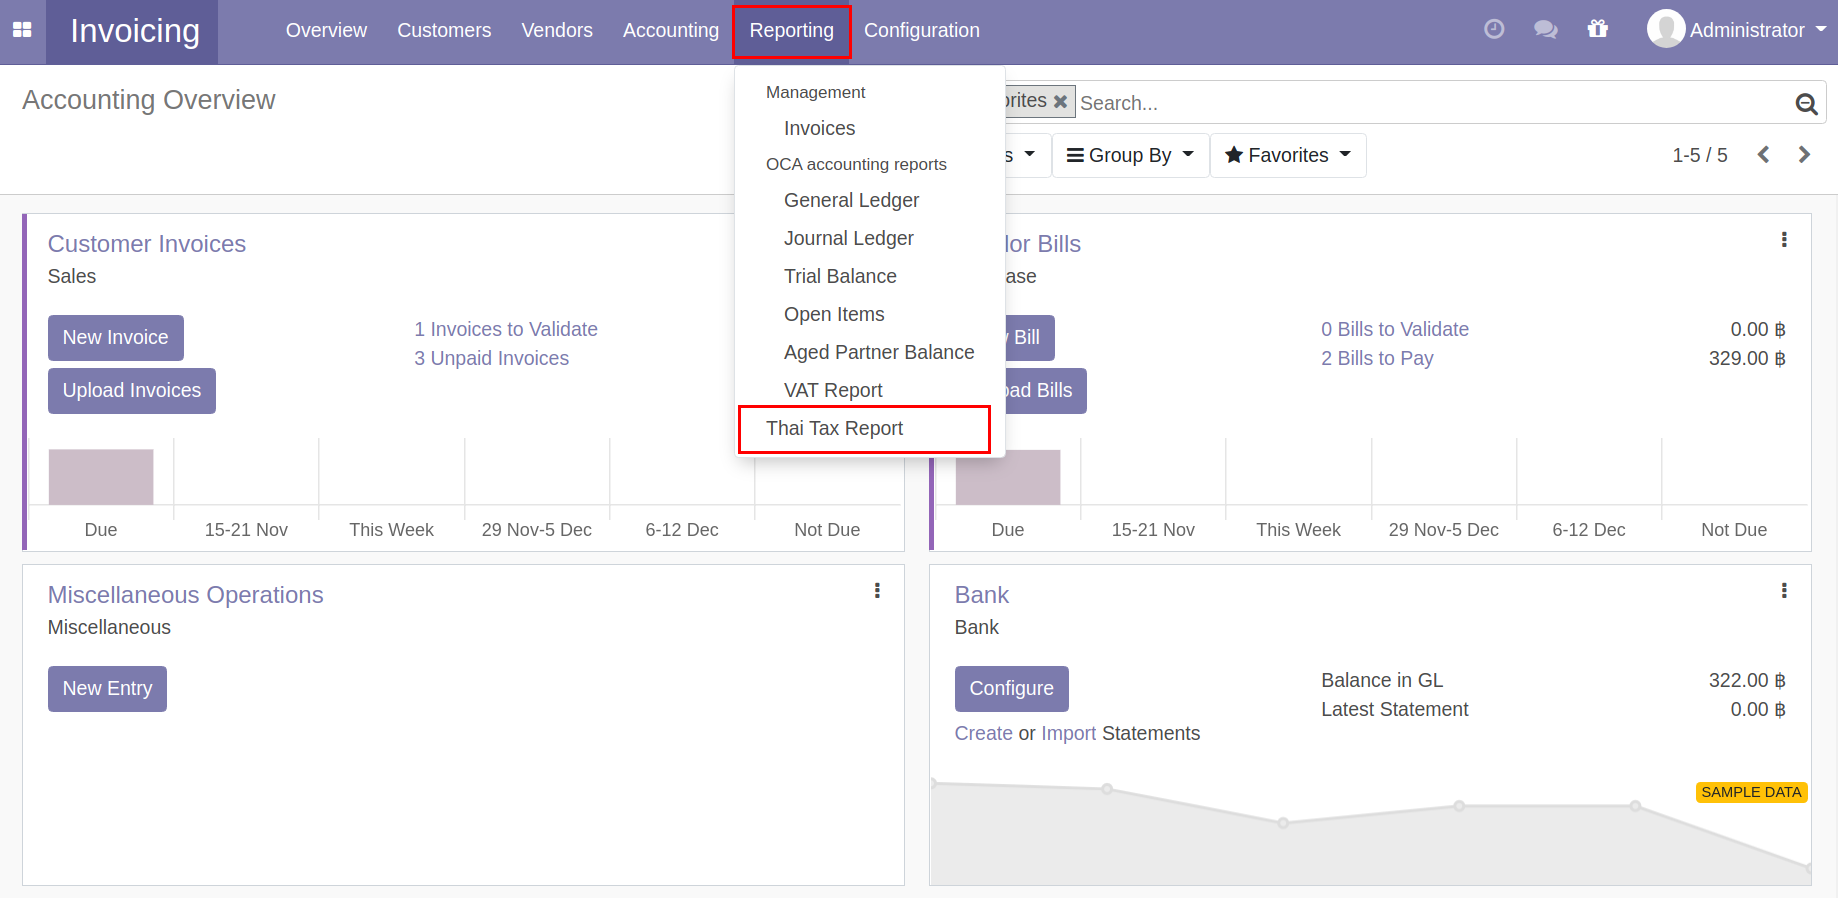 Invoicing
Overview Customers Vendors Accounting Reporting Configuration
Administrator
Accounting Overview
Search...
Group By
Favorites
1-5 / 5
Management
Invoices
OCA accounting reports
General Ledger
Journal Ledger
Trial Balance
Open Items
Aged Partner Balance
VAT Report
Thai Tax Report
Customer Invoices
Sales
New Invoice
Upload Invoices
1 Invoices to Validate
3 Unpaid Invoices
Due 15-21 Nov This Week 29 Nov-5 Dec 6-12 Dec Not Due
Bills
Bill
Bills
0 Bills to Validate 0.00 ฿
2 Bills to Pay 329.00 ฿
Due 15-21 Nov This Week 29 Nov-5 Dec 6-12 Dec Not Due
Miscellaneous Operations
Miscellaneous
New Entry
Bank
Bank
Configure
Create or Import Statements
Balance in GL 322.00 ฿
Latest Statement 0.00 ฿
SAMPLE DATA